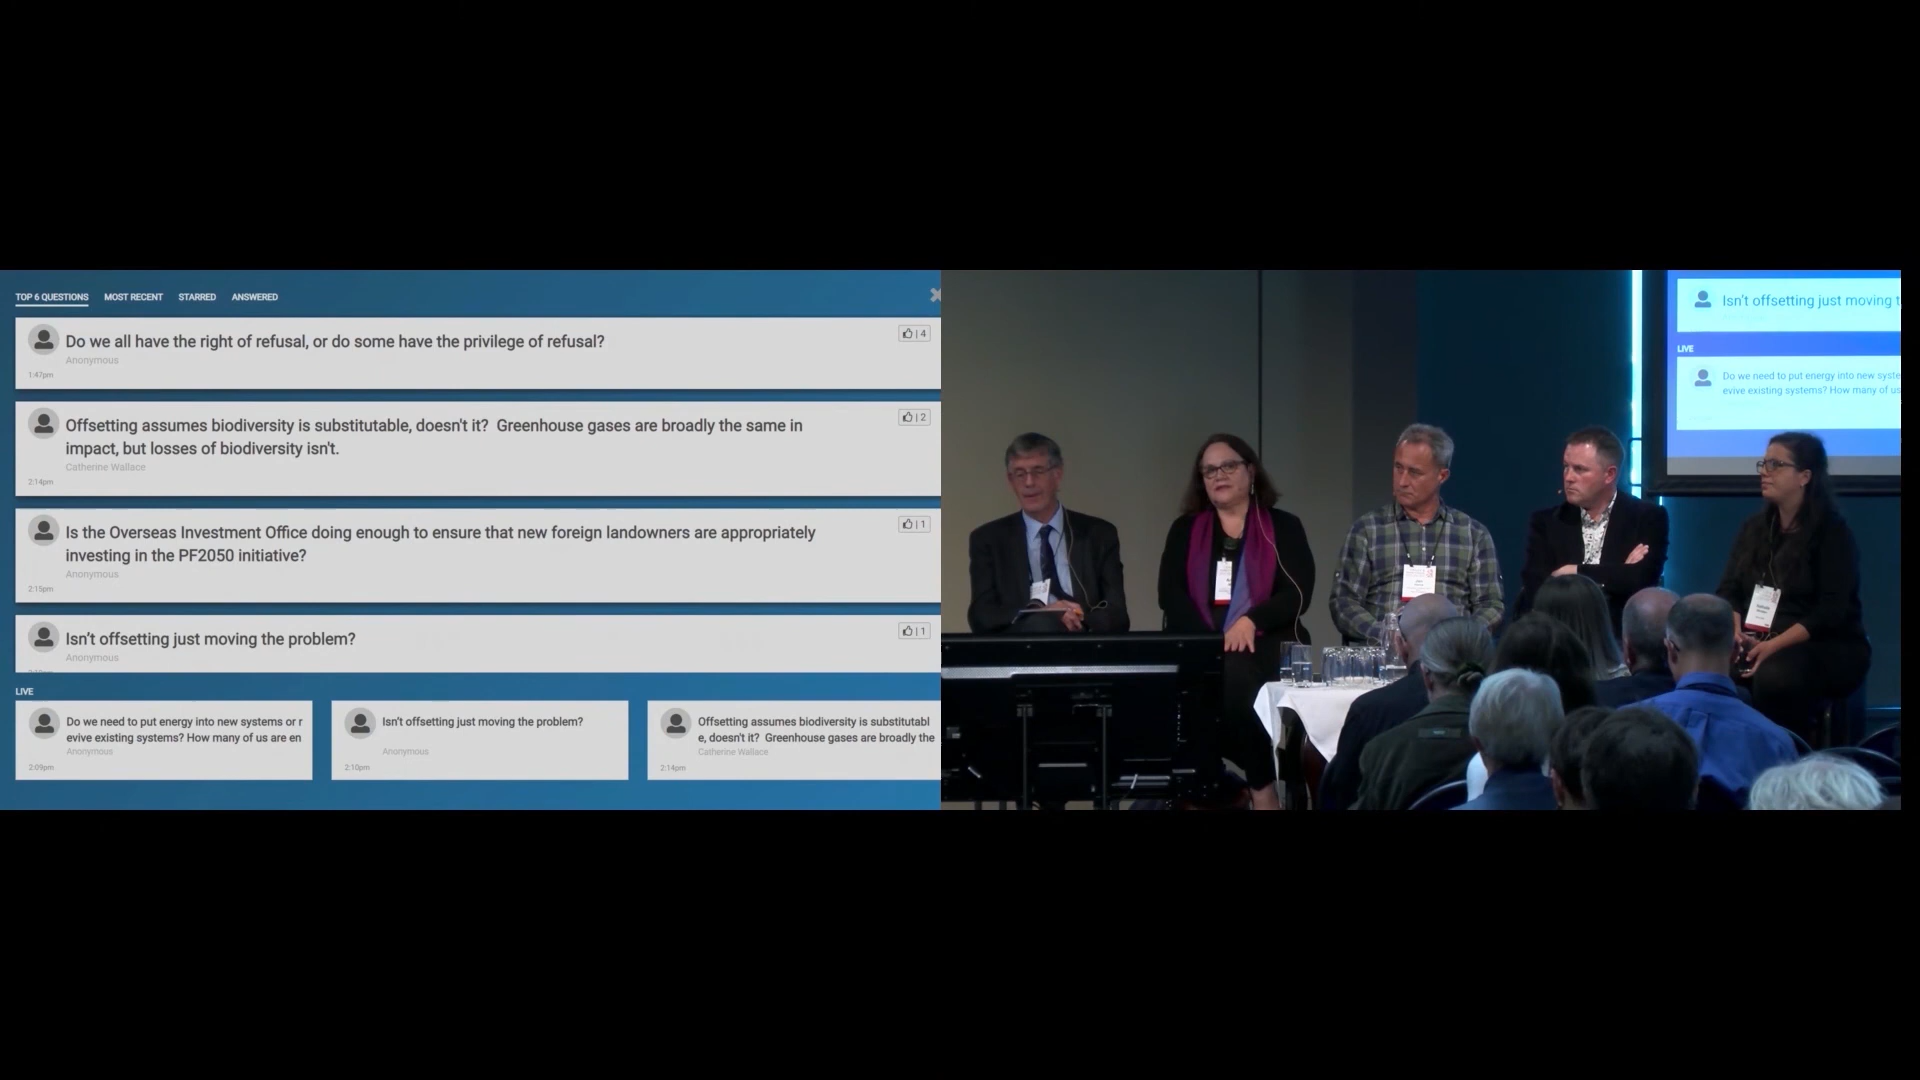 TOP 6 QUESTIONS MOST RECENT STARRED ANSWERED
Do we all have the right of refusal, or do some have the privilege of refusal?
Anonymous
1:47pm
| 4
Offsetting assumes biodiversity is substitutable, doesn't it? Greenhouse gases are broadly the same in
impact, but losses of biodiversity isn't.
Catherine Wallace
2:14pm
| 2
Is the Overseas Investment Office doing enough to ensure that new foreign landowners are appropriately
investing in the PF2050 initiative?
Anonymous
2:15pm
| 1
Isn't offsetting just moving the problem?
Anonymous
| 1
LIVE
Do we need to put energy into new systems or r
evive existing systems? How many of us are en
Anonymous
2:09pm
Isn't offsetting just moving the problem?
Anonymous
2:10pm
Offsetting assumes biodiversity is substitutabl
e, doesn't it? Greenhouse gases are broadly the
Catherine Wallace
2:14pm
Isn't offsetting just moving t
LIVE
Do we need to put energy into new syste
evive existing systems? How many of us